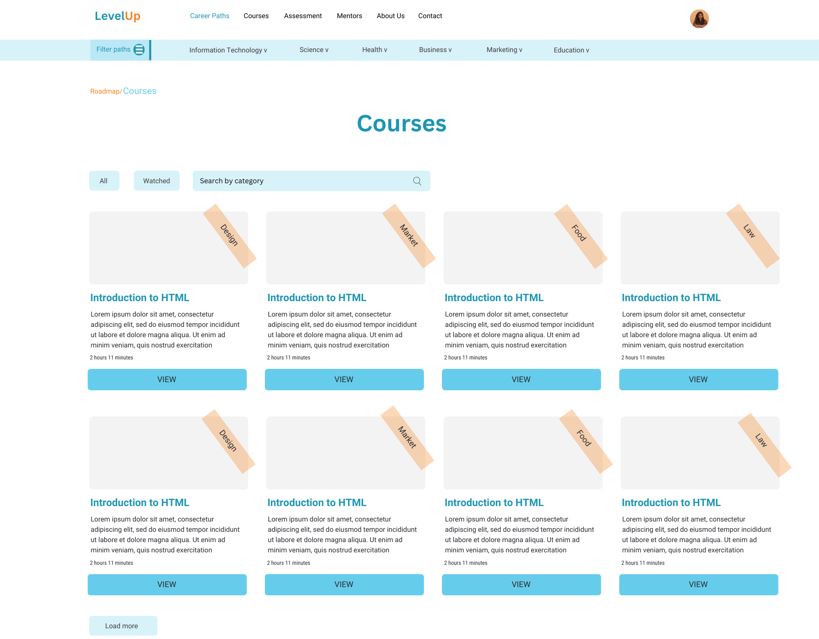 LevelUp
Career Paths Courses Assessment Mentors About Us Contact
Filter paths Information Technology v Science v Health v Business v Marketing v Education v
Roadmap/Courses
Courses
All Watched Search by category
Design Market Food Law
Introduction to HTML Introduction to HTML Introduction to HTML Introduction to HTML
Lorem ipsum dolor sit amet, consectetur Lorem ipsum dolor sit amet, consectetur Lorem ipsum dolor sit amet, consectetur Lorem ipsum dolor sit amet, consectetur
adipiscing elit, sed do eiusmod tempor incididunt adipiscing elit, sed do eiusmod tempor incididunt adipiscing elit, sed do eiusmod tempor incididunt adipiscing elit, sed do eiusmod tempor incididunt
ut labore et dolore magna aliqua. Ut enim ad ut labore et dolore magna aliqua. Ut enim ad ut labore et dolore magna aliqua. Ut enim ad ut labore et dolore magna aliqua. Ut enim ad
minim veniam, quis nostrud exercitation minim veniam, quis nostrud exercitation minim veniam, quis nostrud exercitation minim veniam, quis nostrud exercitation
2 hours 11 minutes 2 hours 11 minutes 2 hours 11 minutes 2 hours 11 minutes
VIEW VIEW VIEW VIEW
Design Market Food Law
Introduction to HTML Introduction to HTML Introduction to HTML Introduction to HTML
Lorem ipsum dolor sit amet, consectetur Lorem ipsum dolor sit amet, consectetur Lorem ipsum dolor sit amet, consectetur Lorem ipsum dolor sit amet, consectetur
adipiscing elit, sed do eiusmod tempor incididunt adipiscing elit, sed do eiusmod tempor incididunt adipiscing elit, sed do eiusmod tempor incididunt adipiscing elit, sed do eiusmod tempor incididunt
ut labore et dolore magna aliqua. Ut enim ad ut labore et dolore magna aliqua. Ut enim ad ut labore et dolore magna aliqua. Ut enim ad ut labore et dolore magna aliqua. Ut enim ad
minim veniam, quis nostrud exercitation minim veniam, quis nostrud exercitation minim veniam, quis nostrud exercitation minim veniam, quis nostrud exercitation
2 hours 11 minutes 2 hours 11 minutes 2 hours 11 minutes 2 hours 11 minutes
VIEW VIEW VIEW VIEW
Load more